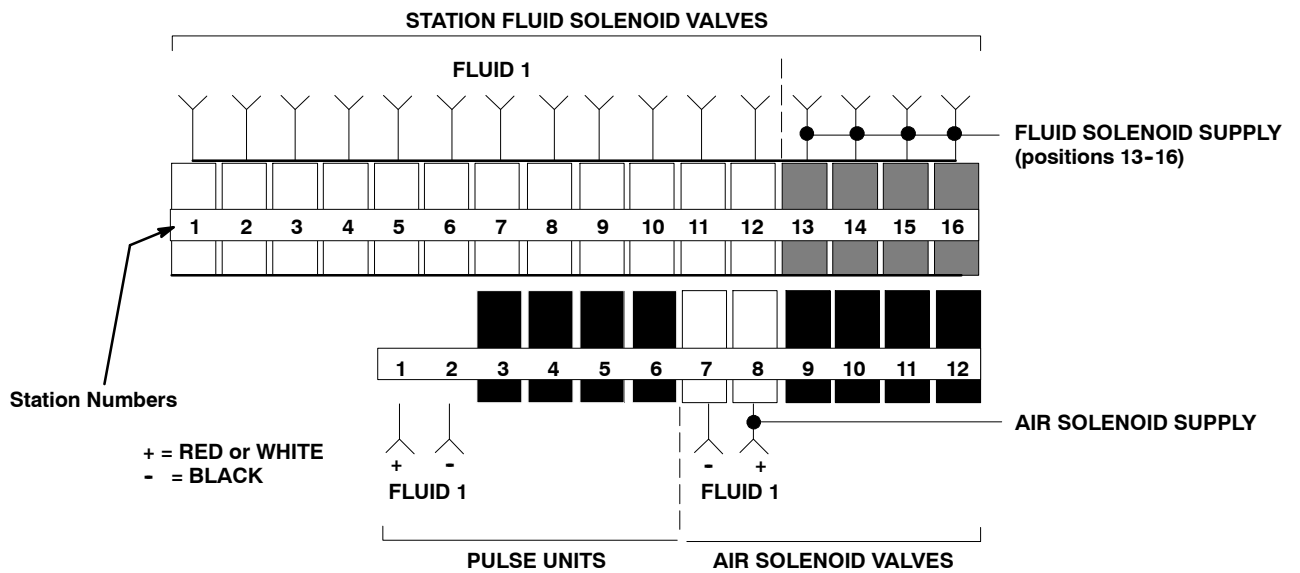 STATION FLUID SOLENOID VALVES
FLUID 1
FLUID SOLENOID SUPPLY
(positions 13-16)
1 2 3 4 5 6 7 8 9 10 11 12 13 14 15 16
1 2 3 4 5 6 7 8 9 10 11 12
Station Numbers
AIR SOLENOID SUPPLY
+ = RED or WHITE
- = BLACK
+ - - +
FLUID 1 FLUID 1
PULSE UNITS AIR SOLENOID VALVES